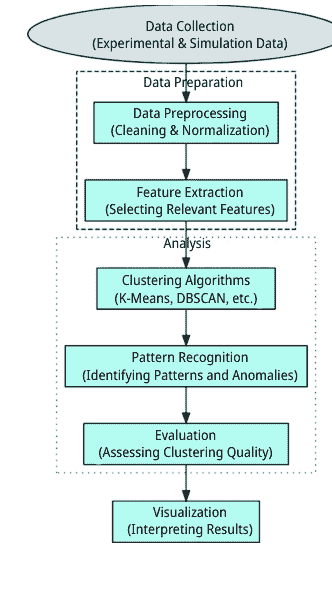 Data Collection
(Experimental & Simulation Data)
Data Preparation
Data Preprocessing
(Cleaning & Normalization)
Feature Extraction
(Selecting Relevant Features)
Analysis
Clustering Algorithms
(K-Means, DBSCAN, etc.)
Pattern Recognition
(Identifying Patterns and Anomalies)
Evaluation
(Assessing Clustering Quality)
Visualization
(Interpreting Results)